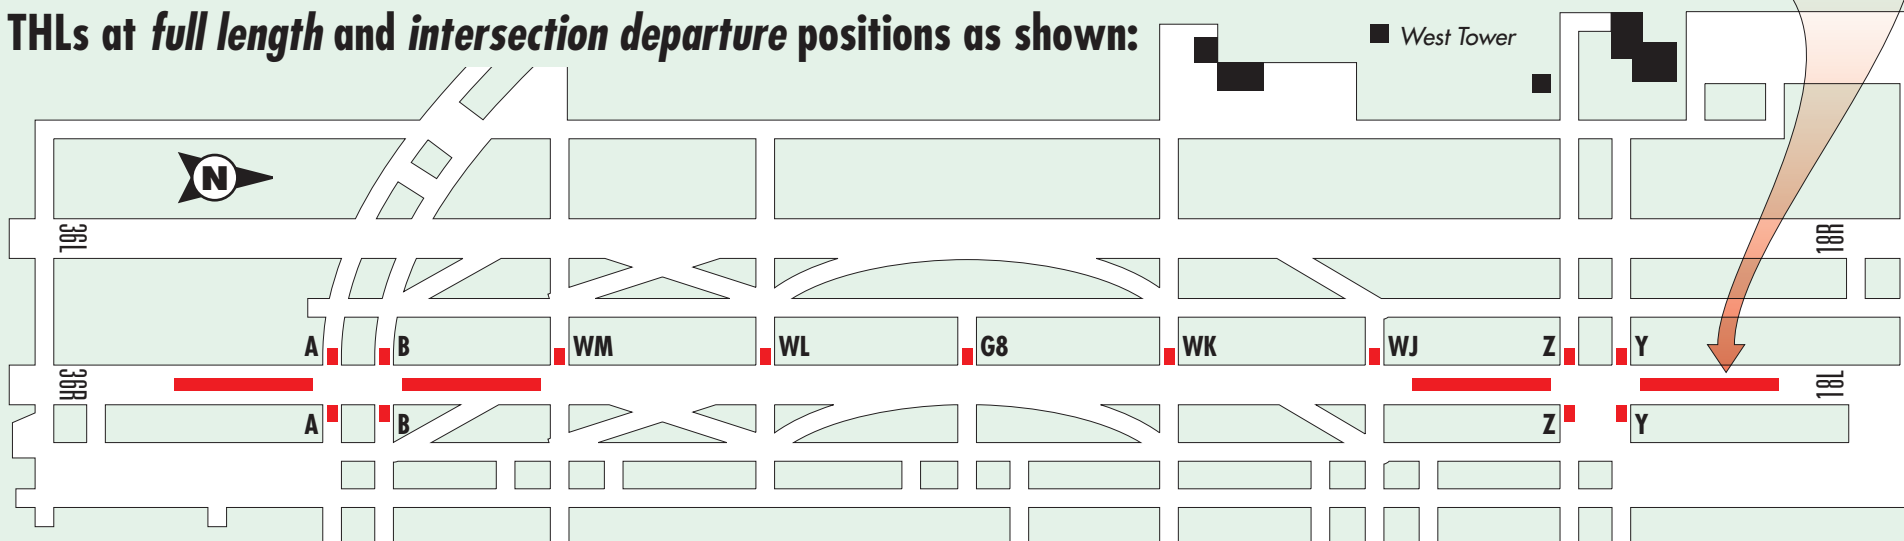 THLs at full length and intersection departure positions as shown:
West Tower
N
36L
18R
A
B
WM
WL
G8
WK
WJ
Z
Y
36R
18L
A
B
Z
Y